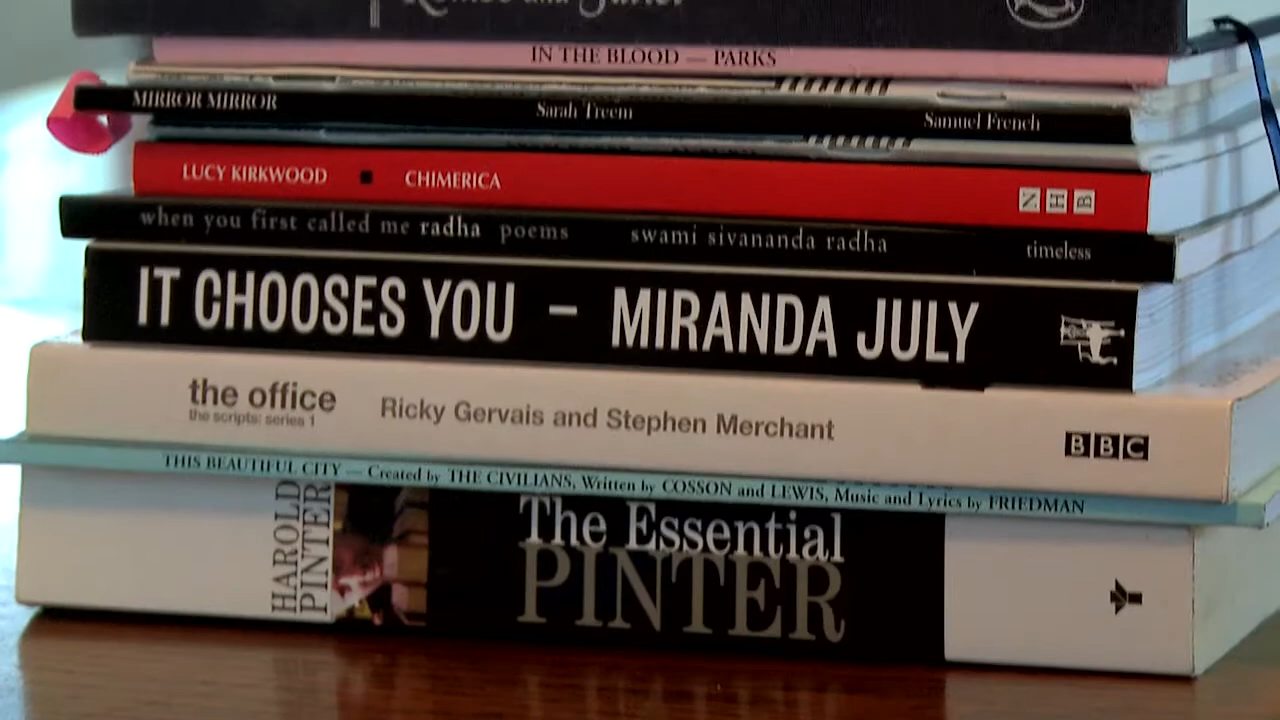 Romeo and Juliet
IN THE BLOOD — PARKS
MIRROR MIRROR Sarah Treem Samuel French
LUCY KIRKWOOD ■ CHIMERICA NHB
when you first called me radha poems swami sivananda radha timeless
IT CHOOSES YOU – MIRANDA JULY
the office Ricky Gervais and Stephen Merchant BBC
the scripts: series 1
THIS BEAUTIFUL CITY — Created by THE CIVILIANS, Written by COSSON and LEWIS, Music and Lyrics by FRIEDMAN
HAROLD
PINTER
The Essential
PINTER